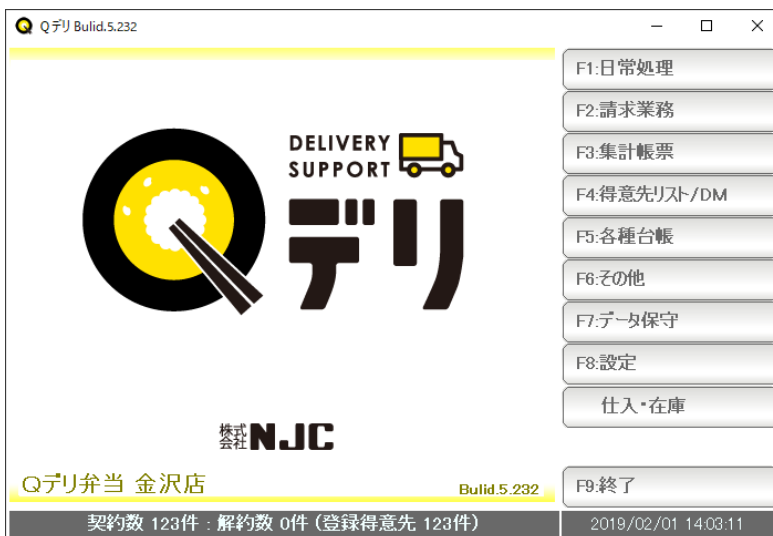 Qデリ Bulid.5.232
F1:日常処理
F2:請求業務
F3:集計帳票
F4:得意先リスト/DM
F5:各種台帳
F6:その他
F7:データ保守
F8:設定
仕入・在庫
F9:終了
DELIVERY
SUPPORT
Qデリ
株式会社NJC
Qデリ弁当 金沢店
Bulid.5.232
契約数 123件 : 解約数 0件 (登録得意先 123件)
2019/02/01 14:03:11